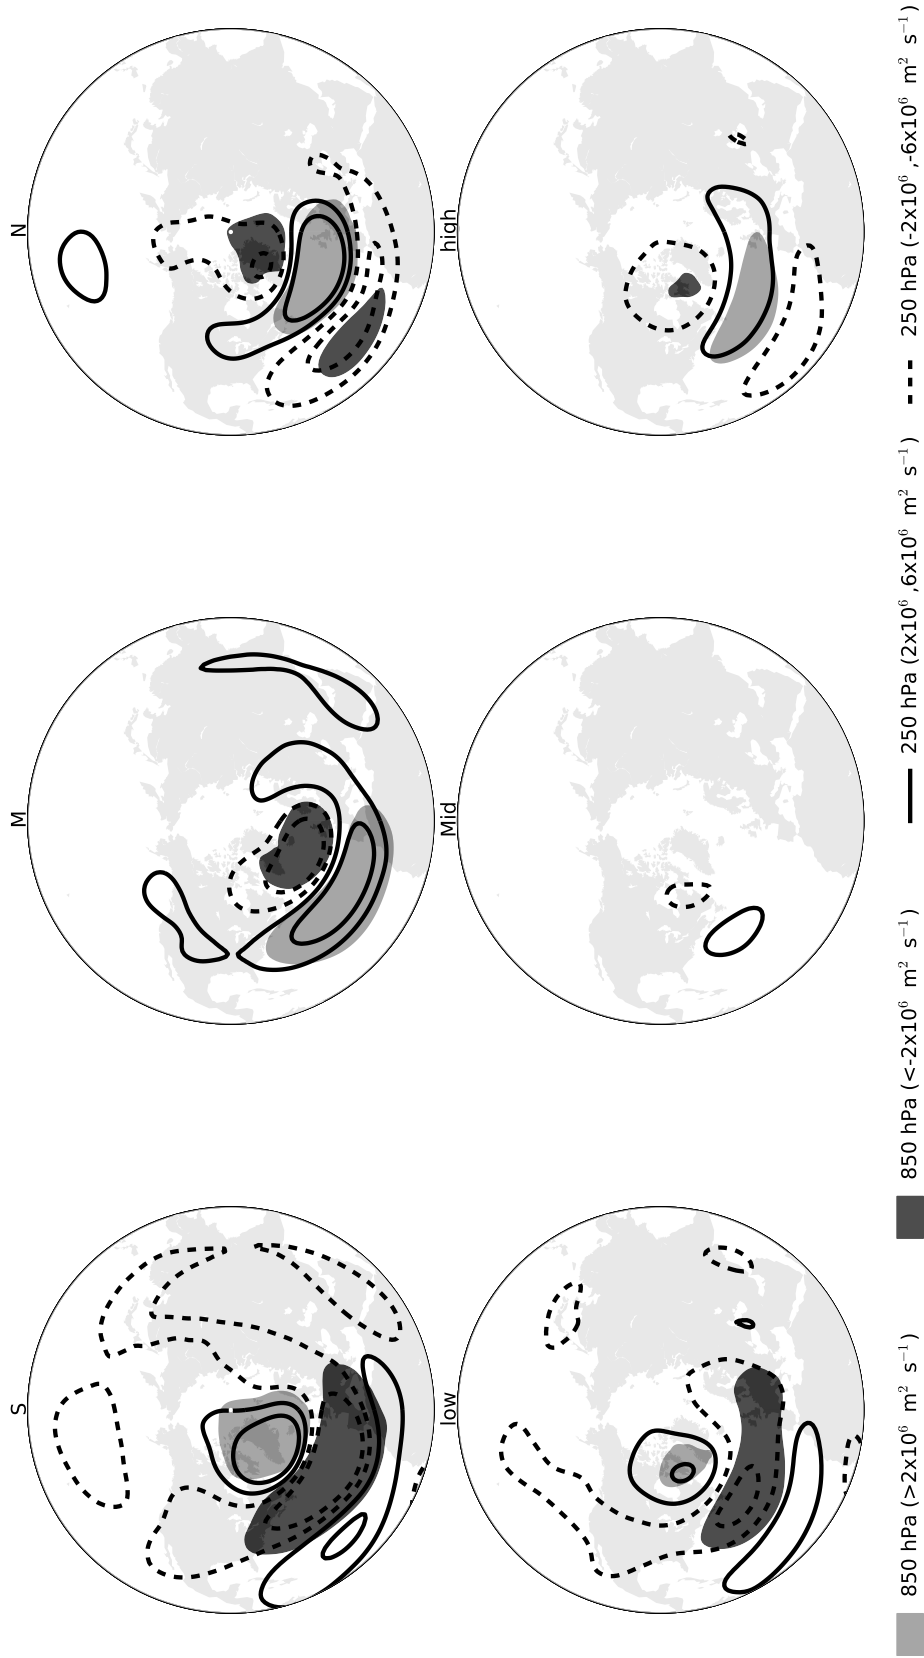 S
M
N
low
Mid
high
850 hPa (>2x10⁶ m² s⁻¹)
850 hPa (<-2x10⁶ m² s⁻¹)
250 hPa (2x10⁶ ,6x10⁶ m² s⁻¹)
250 hPa (-2x10⁶ ,-6x10⁶ m² s⁻¹)